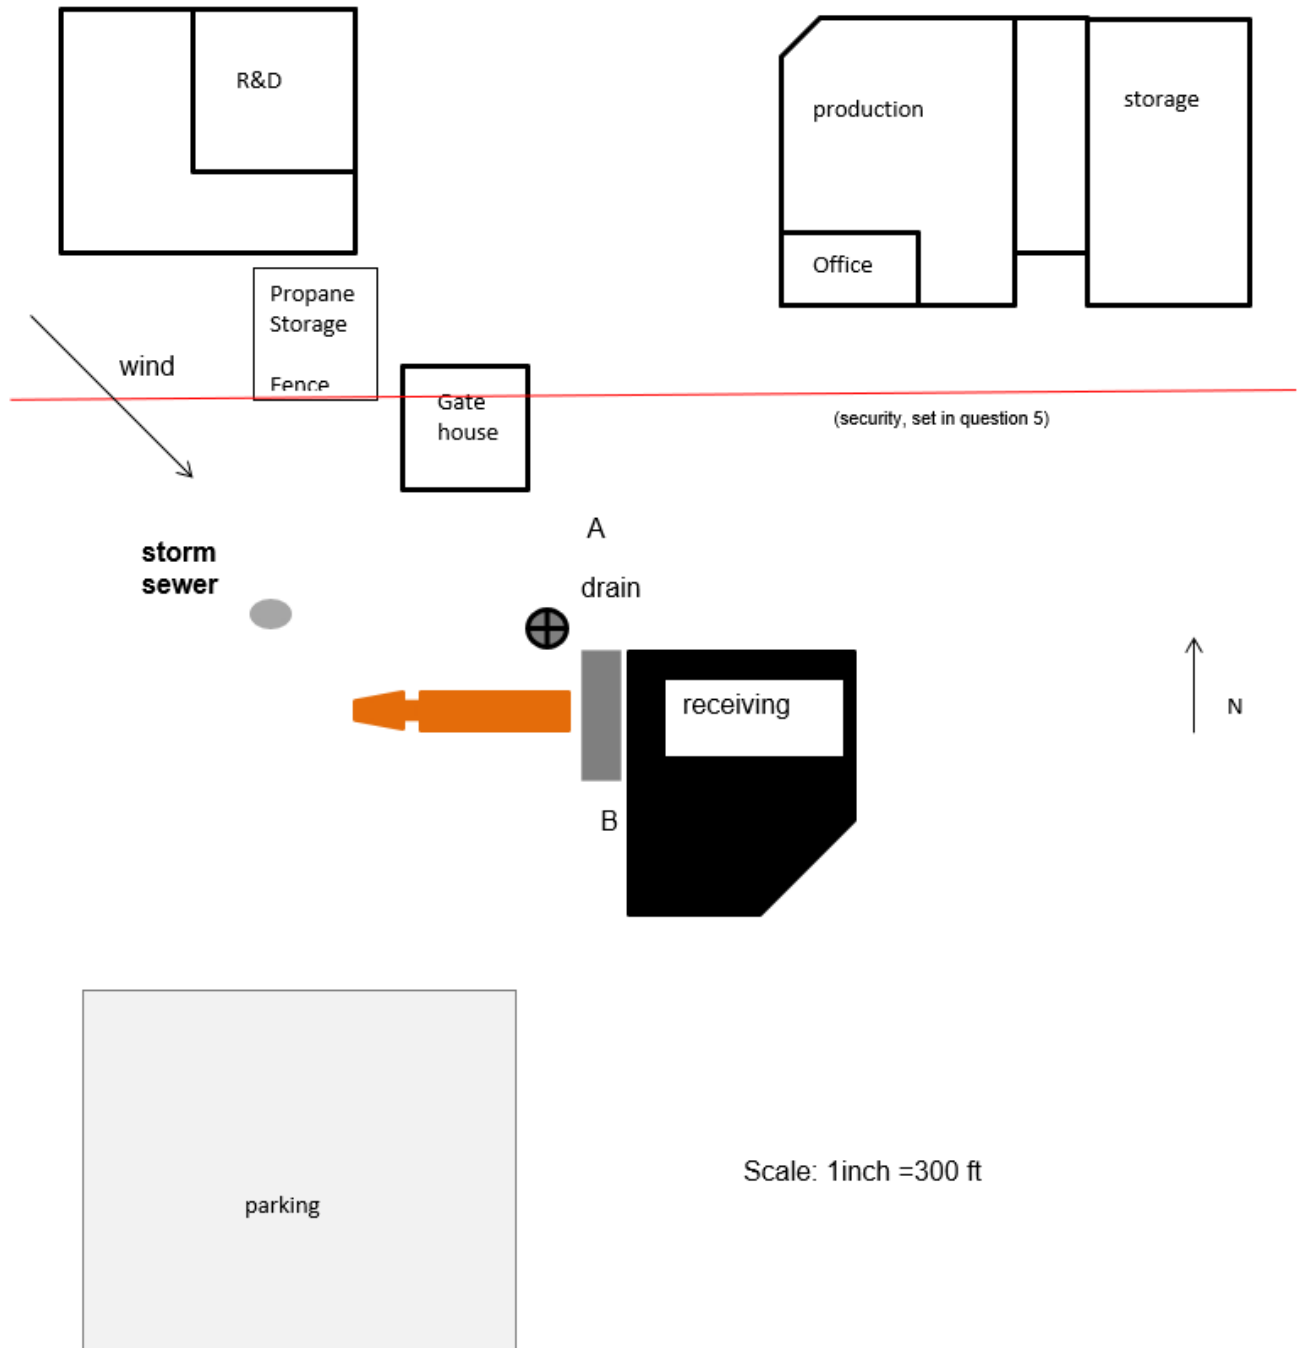 R&D
production
storage
Office
Propane
Storage
Fence
wind
Gate
house
(security, set in question 5)
A
storm
sewer
drain
receiving
N
B
Scale: 1inch =300 ft
parking